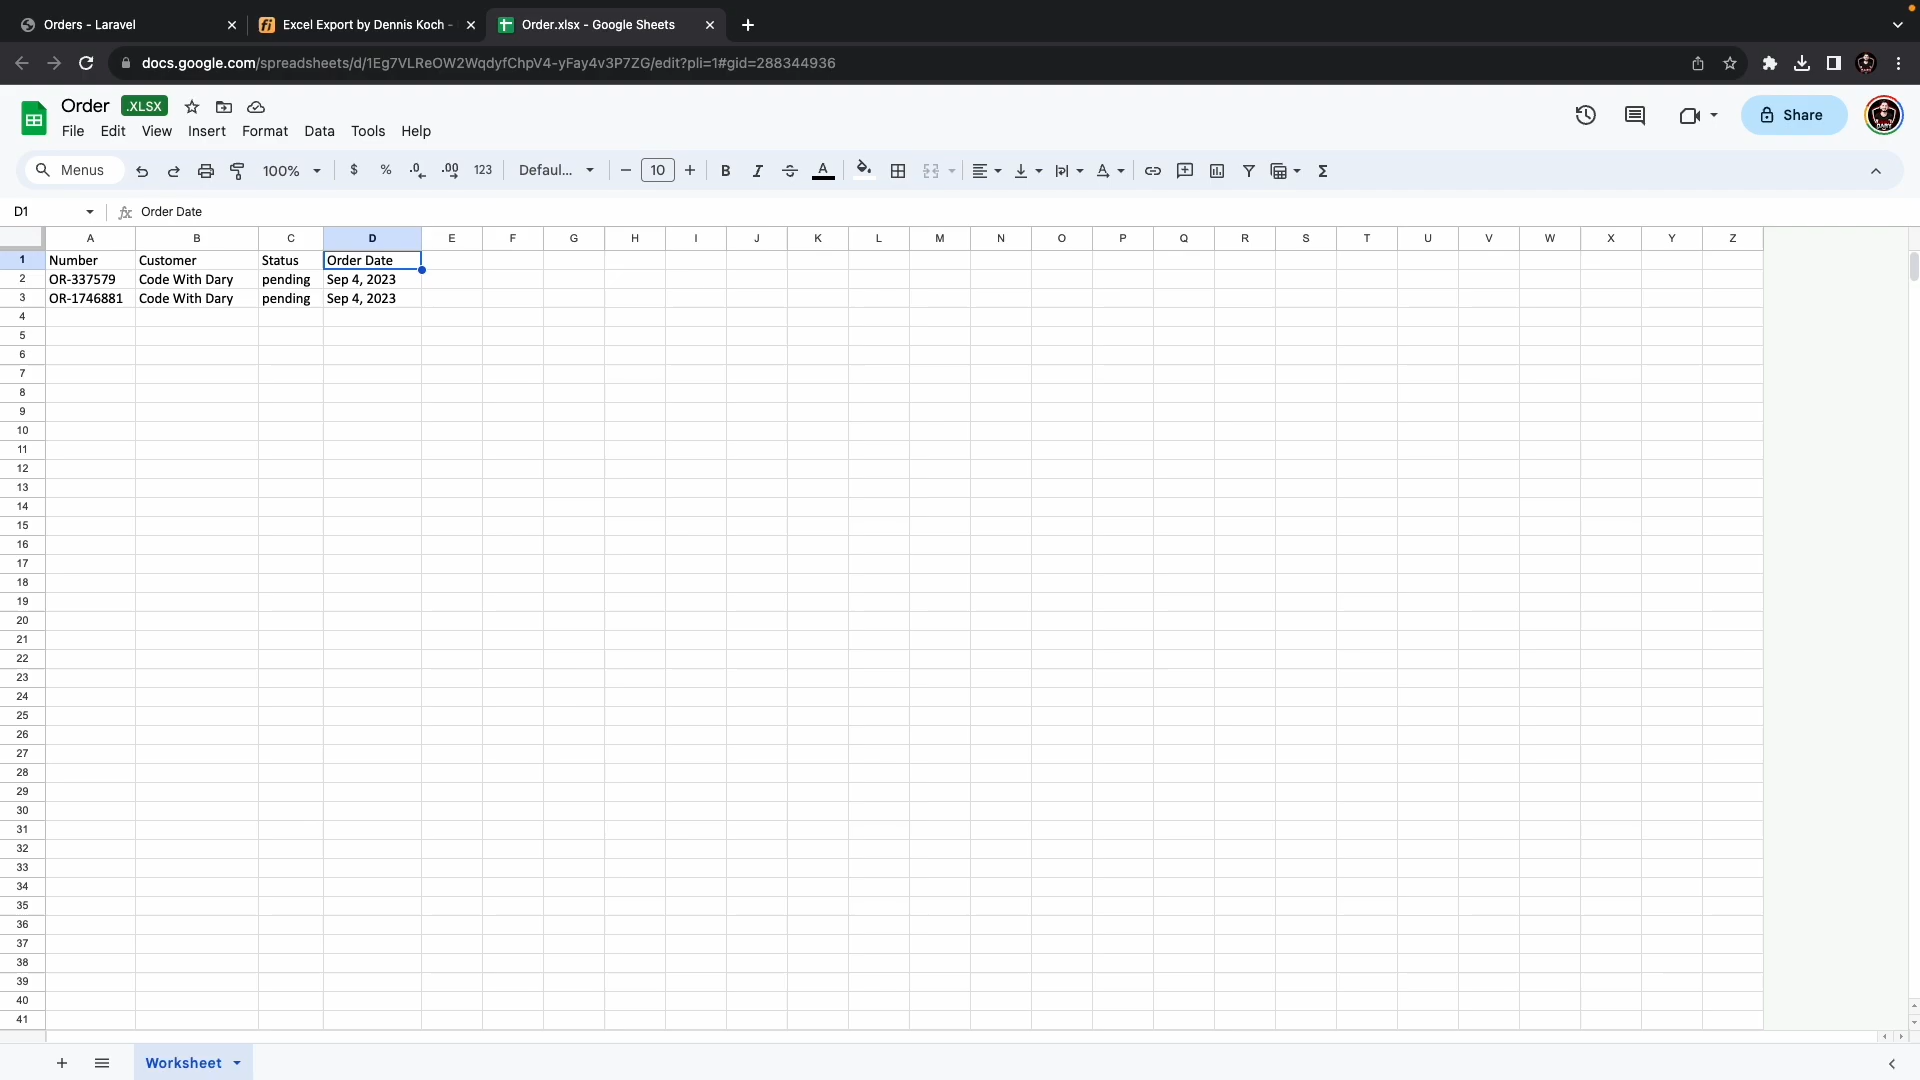 Orders - Laravel
Excel Export by Dennis Koch -
Order.xlsx - Google Sheets
docs.google.com/spreadsheets/d/1Eg7VLReOW2WqdyfChpV4-yFay4v3P7ZG/edit?pli=1#gid=288344936
Order .XLSX
File Edit View Insert Format Data Tools Help
Share
Menus 100% $ % .0 .00 123 Defaul... 10 B I S A Σ
D1 fx Order Date
A B C D E F G H I J K L M N O P Q R S T U V W X Y Z
1 Number Customer Status Order Date
2 OR-337579 Code With Dary pending Sep 4, 2023
3 OR-1746881 Code With Dary pending Sep 4, 2023
4
5
6
7
8
9
10
11
12
13
14
15
16
17
18
19
20
21
22
23
24
25
26
27
28
29
30
31
32
33
34
35
36
37
38
39
40
41
Worksheet